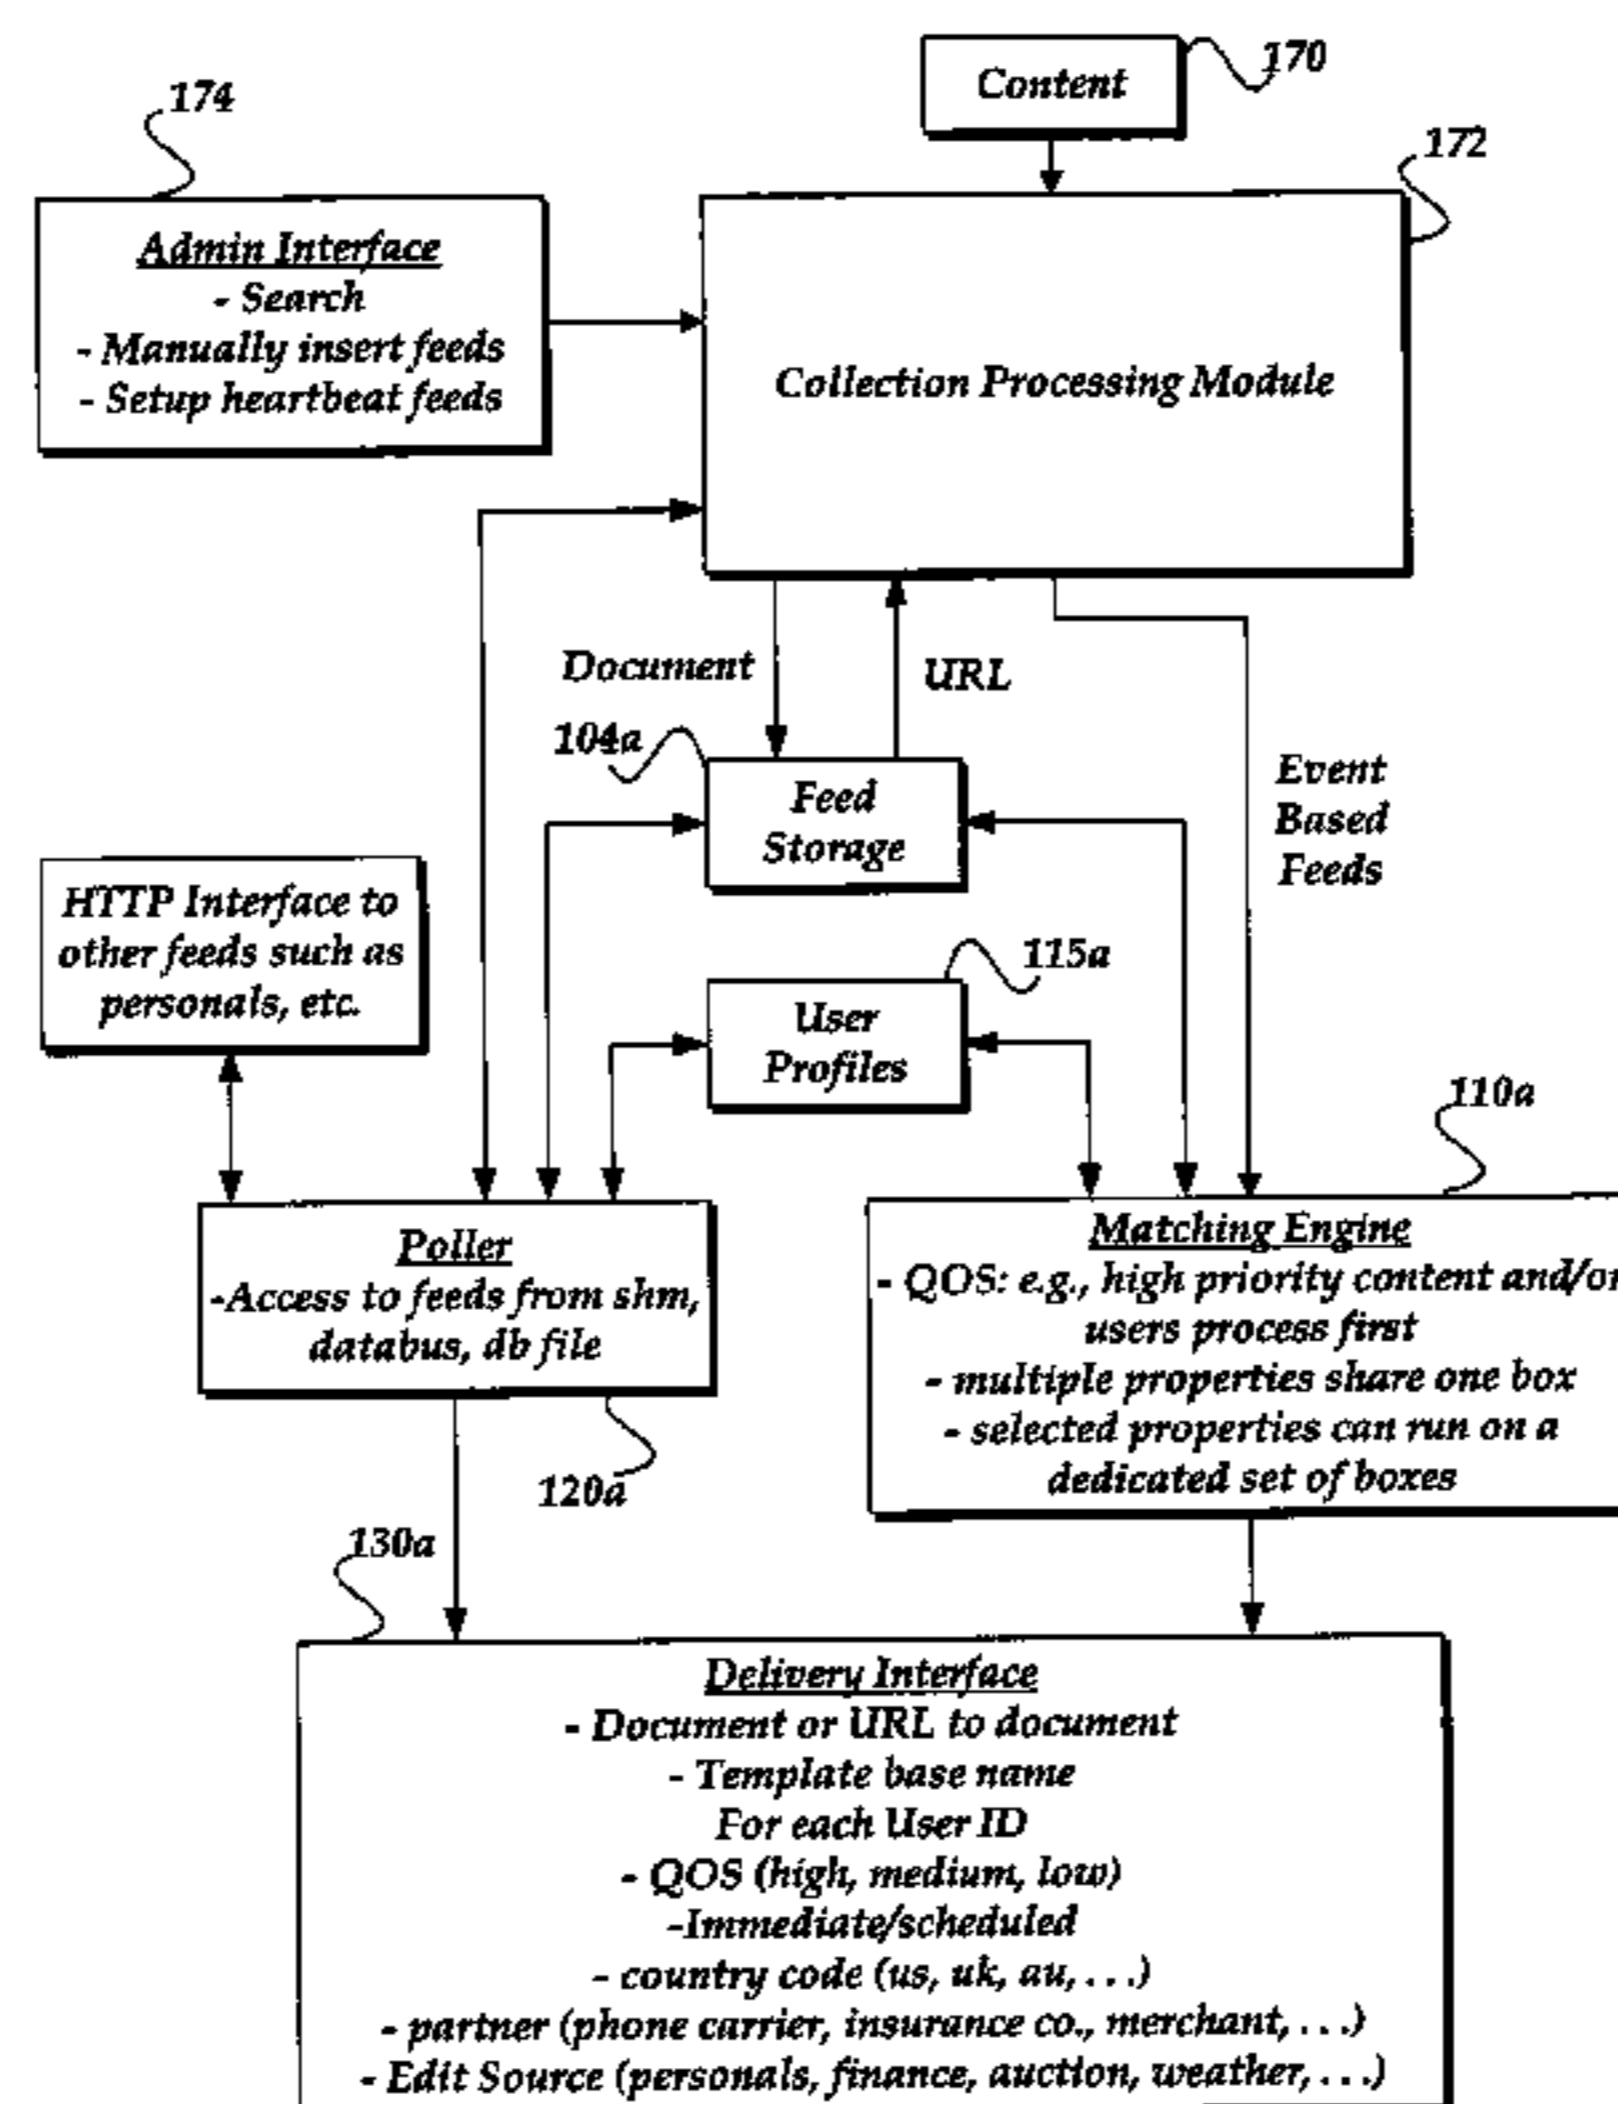 170
Content
174
172
Admin Interface
- Search
- Manually insert feeds
- Setup heartbeat feeds
Collection Processing Module
Document
URL
104a
Feed
Storage
Event
Based
Feeds
HTTP Interface to
other feeds such as
personals, etc.
115a
User
Profiles
110a
Poller
-Access to feeds from shm,
databus, db file
120a
Matching Engine
- QOS: e.g., high priority content and/or
users process first
- multiple properties share one box
- selected properties can run on a
dedicated set of boxes
130a
Delivery Interface
- Document or URL to document
- Template base name
For each User ID
- QOS (high, medium, low)
-Immediate/scheduled
- country code (us, uk, au, . . .)
- partner (phone carrier, insurance co., merchant, . . .)
- Edit Source (personals, finance, auction, weather, . . .)